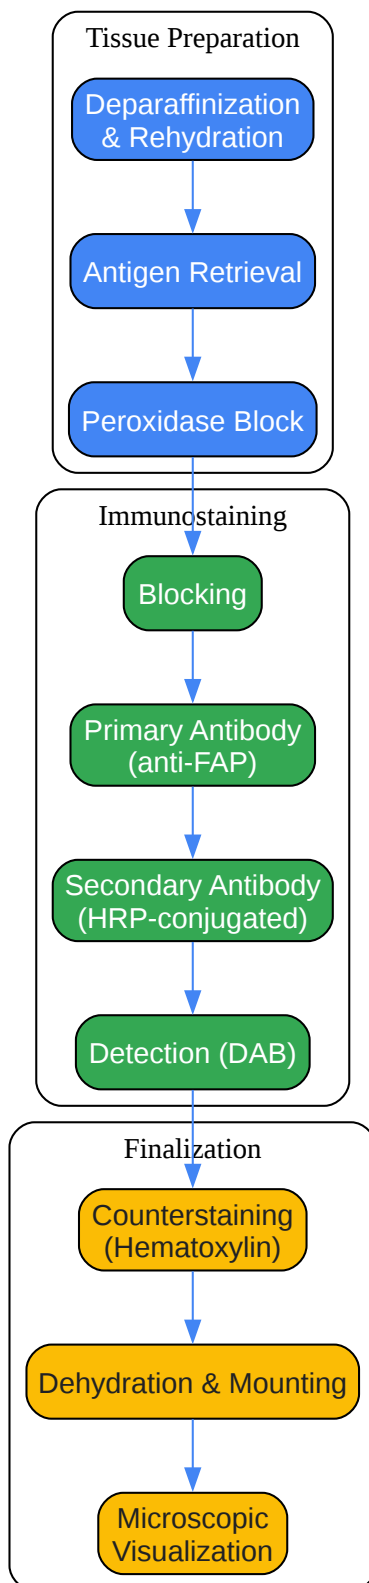 Tissue Preparation
Deparaffinization
& Rehydration
Antigen Retrieval
Peroxidase Block
Immunostaining
Blocking
Primary Antibody
(anti-FAP)
Secondary Antibody
(HRP-conjugated)
Detection (DAB)
Finalization
Counterstaining
(Hematoxylin)
Dehydration & Mounting
Microscopic
Visualization